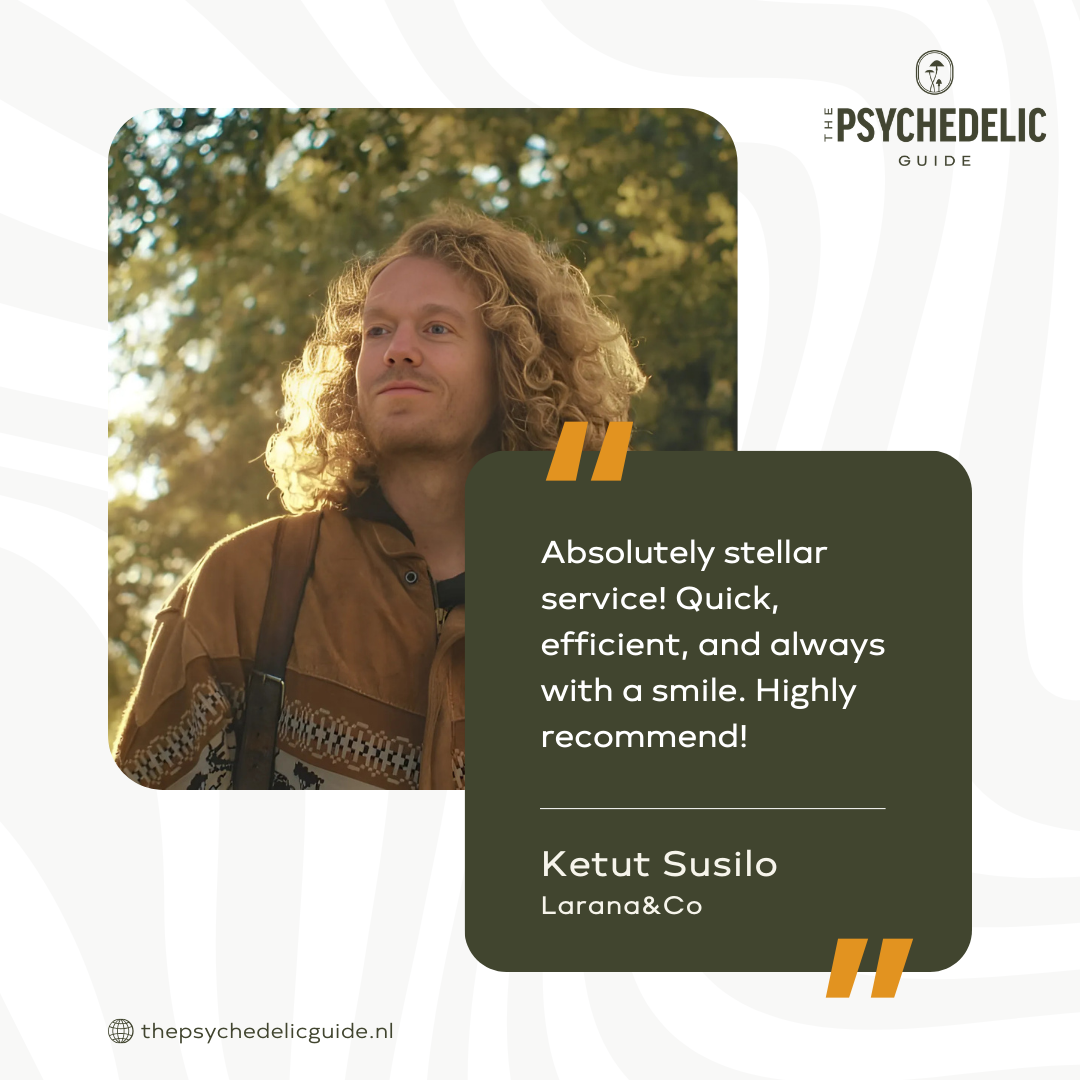 THE PSYCHEDELIC
GUIDE
Absolutely stellar
service! Quick,
efficient, and always
with a smile. Highly
recommend!
Ketut Susilo
Larana&Co
thepsychedelicguide.nl